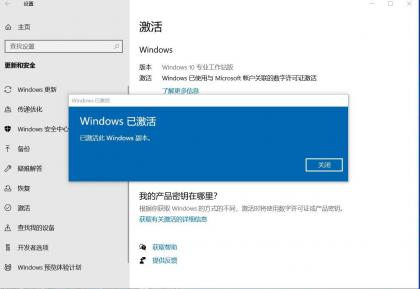 设置
主页
查找设置
更新和安全
Windows 更新
传递优化
Windows 安全中心
备份
疑难解答
恢复
激活
查找我的设备
开发者选项
Windows 预览体验计划
激活
Windows
版本 Windows 10 专业工作站版
激活 Windows 已使用与 Microsoft 帐户关联的数字许可证激活
了解更多信息
Windows 已激活
Windows 已激活
已激活此 Windows 副本。
关闭
我的产品密钥在哪里?
根据你获取 Windows 的方式的不同，激活时将使用数字许可证或产品密钥。
获取有关激活的详细信息
获取帮助
提供反馈